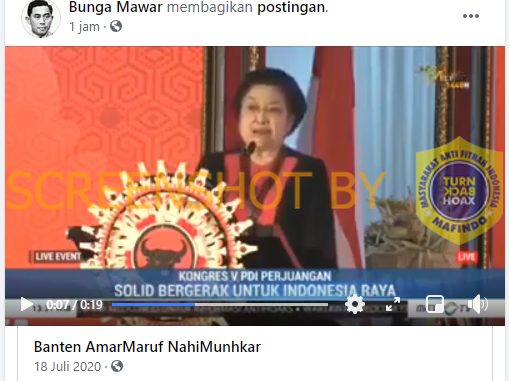 Bunga Mawar membagikan postingan.
1 jam ·
SCREENSHOT BY
MASYARAKAT ANTI FITNAH INDONESIA
TURN
BACK
HOAX
MAFINDO
LIVE EVENT
LIVE
KONGRES V PDI PERJUANGAN
SOLID BERGERAK UNTUK INDONESIA RAYA
0:07 / 0:19
Banten AmarMaruf NahiMunhkar
18 Juli 2020 ·